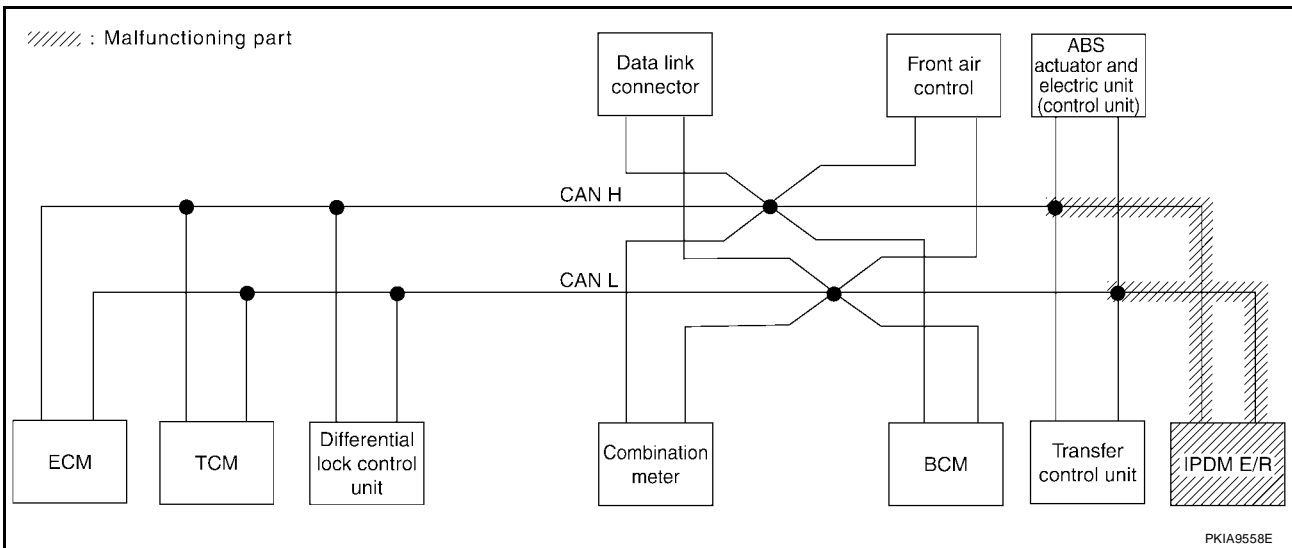 : Malfunctioning part
Data link
connector
Front air
control
ABS
actuator and
electric unit
(control unit)
CAN H
CAN L
ECM
TCM
Differential
lock control
unit
Combination
meter
BCM
Transfer
control unit
IPDM E/R
PKIA9558E